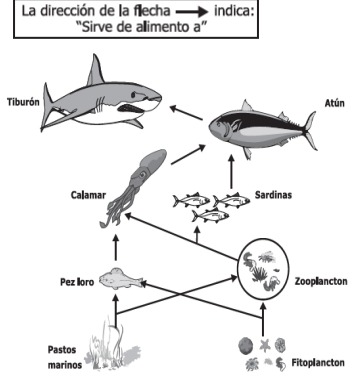 La dirección de la flecha → indica:
“Sirve de alimento a”
Tiburón
Atún
Calamar
Sardinas
Pez loro
Zooplancton
Pastos
marinos
Fitoplancton